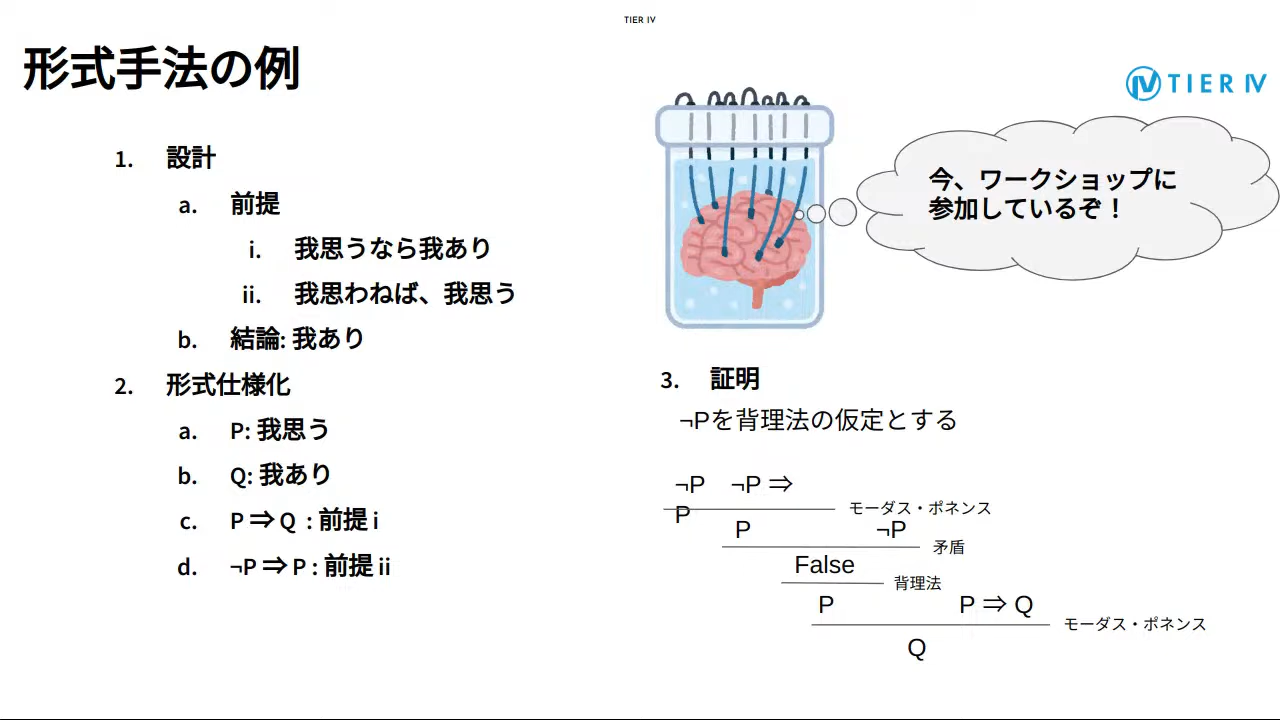 TIER IV
形式手法の例
TIER IV
1. 設計
a. 前提
i. 我思うなら我あり
ii. 我思わねば、我思う
b. 結論: 我あり
2. 形式仕様化
a. P: 我思う
b. Q: 我あり
c. P ⇒ Q : 前提 i
d. ¬P ⇒ P : 前提 ii
今、ワークショップに
参加しているぞ！
3. 証明
¬Pを背理法の仮定とする
¬P ¬P ⇒
P
モーダス・ポネンス
P ¬P
矛盾
False
背理法
P P ⇒ Q
モーダス・ポネンス
Q